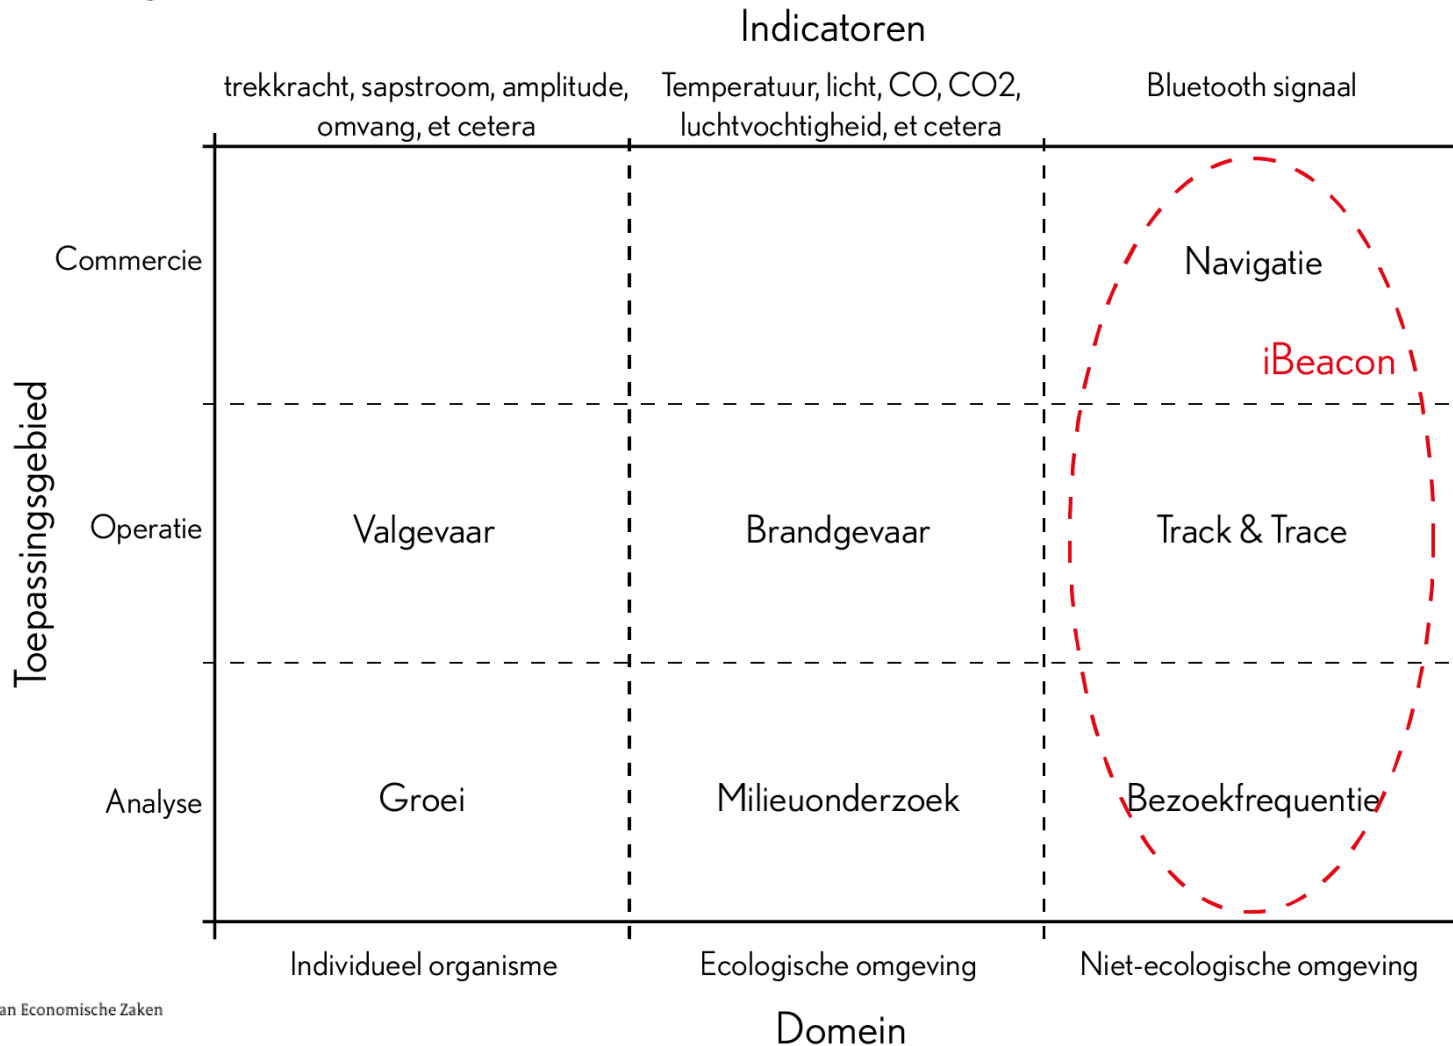 Indicatoren
trekkracht, sapstroom, amplitude,
omvang, et cetera
Temperatuur, licht, CO, CO2,
luchtvochtigheid, et cetera
Bluetooth signaal
Toepassingsgebied
Commercie
Navigatie
iBeacon
Operatie
Valgevaar
Brandgevaar
Track & Trace
Analyse
Groei
Milieuonderzoek
Bezoekfrequentie
Individueel organisme
Ecologische omgeving
Niet-ecologische omgeving
an Economische Zaken
Domein